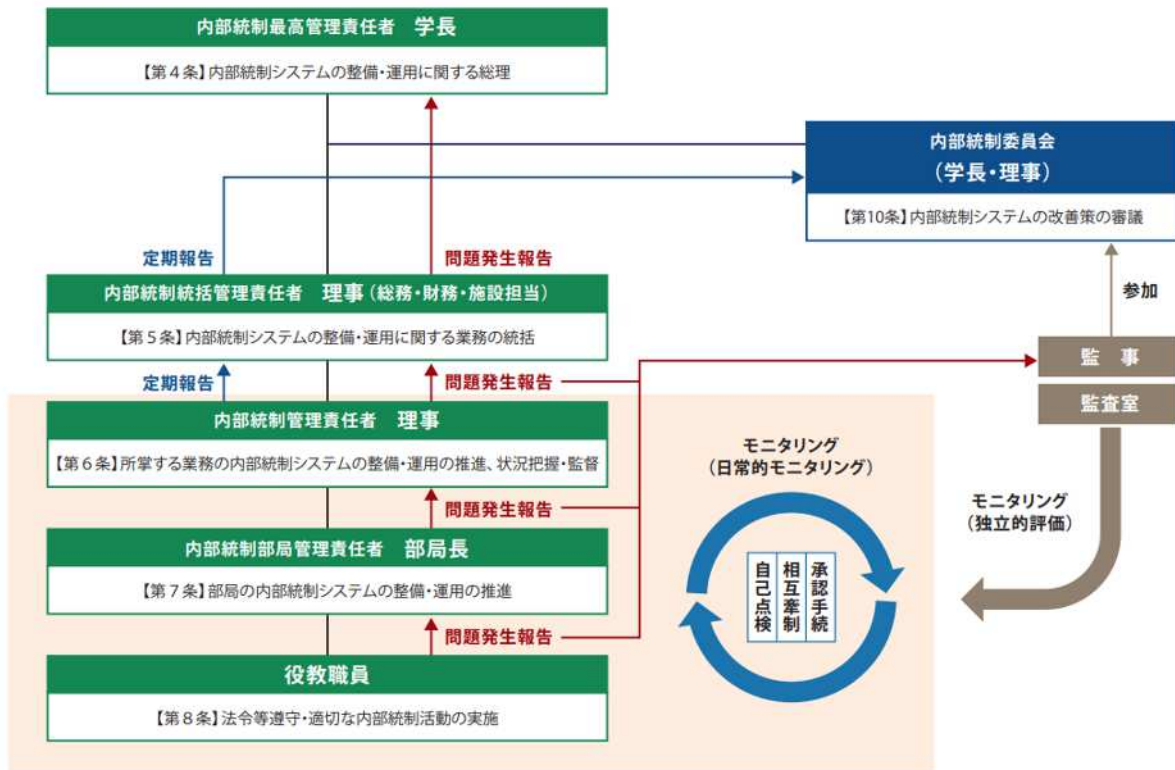 内部統制最高管理責任者 学長
【第4条】内部統制システムの整備・運用に関する総理
内部統制委員会
（学長・理事）
【第10条】内部統制システムの改善策の審議
定期報告
問題発生報告
内部統制統括管理責任者 理事（総務・財務・施設担当）
【第5条】内部統制システムの整備・運用に関する業務の統括
参加
監 事
監査室
定期報告
問題発生報告
内部統制管理責任者 理事
【第6条】所掌する業務の内部統制システムの整備・運用の推進、状況把握・監督
問題発生報告
内部統制部局管理責任者 部局長
【第7条】部局の内部統制システムの整備・運用の推進
問題発生報告
役教職員
【第8条】法令等遵守・適切な内部統制活動の実施
モニタリング
（日常的モニタリング）
承認手続
相互牽制
自己点検
モニタリング
（独立的評価）